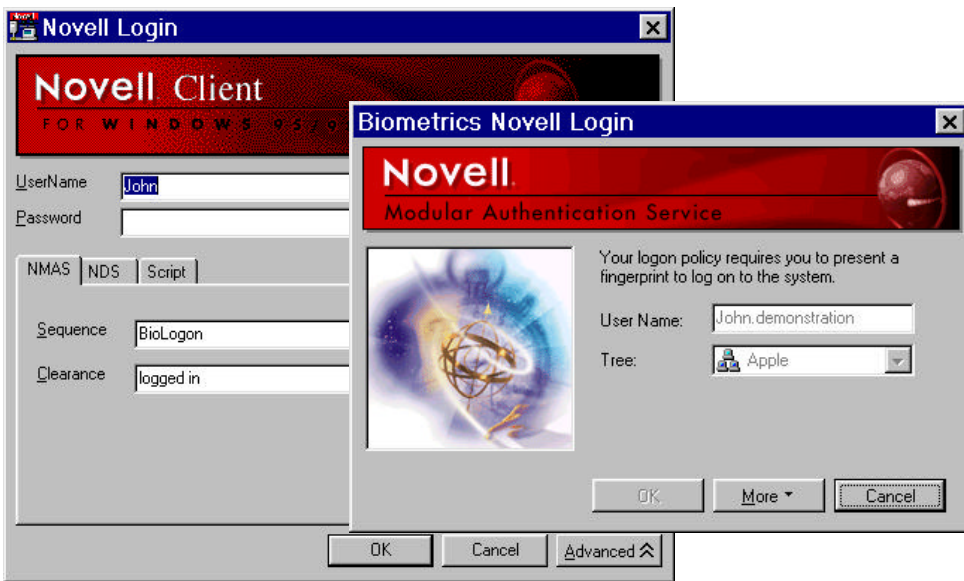 Novell Login
Novell Client
FOR WINDOWS 95/9
UserName
John
Password
NMAS
NDS
Script
Sequence
BioLogon
Clearance
logged in
OK
Cancel
Advanced
Biometrics Novell Login
Novell
Modular Authentication Service
Your logon policy requires you to present a
fingerprint to log on to the system.
User Name:
John.demonstration
Tree:
Apple
OK
More
Cancel